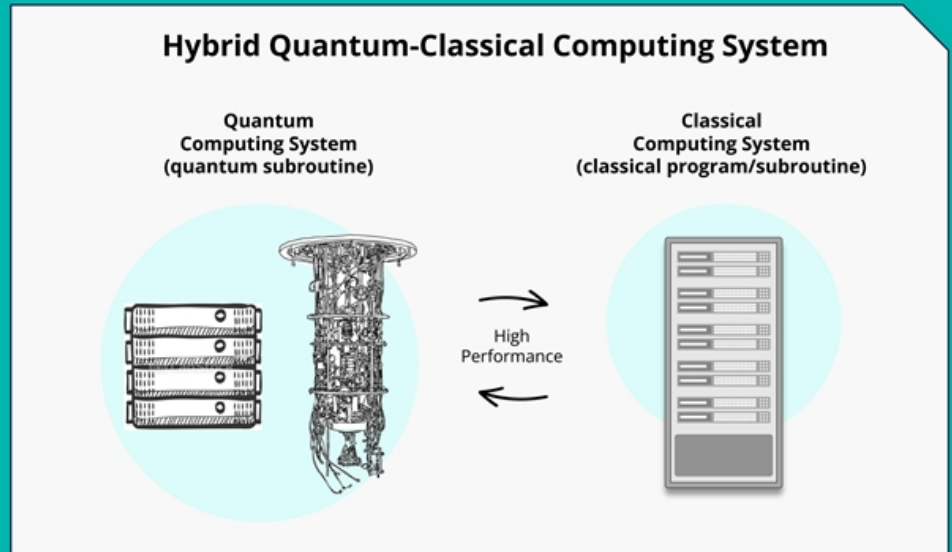 Hybrid Quantum-Classical Computing System
Quantum
Computing System
(quantum subroutine)
Classical
Computing System
(classical program/subroutine)
High
Performance